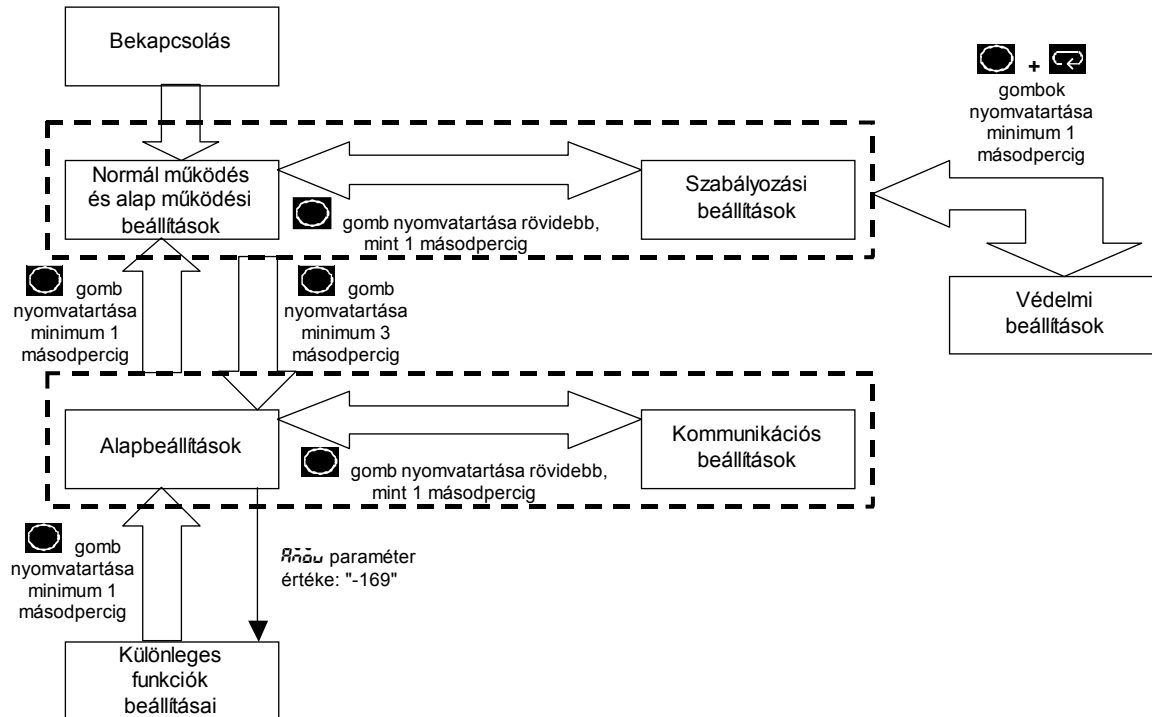 Bekapcsolás
+
gombok
nyomvatartása
minimum 1
másodpercig
Normál működés
és alap működési
beállítások
gomb nyomvatartása rövidebb,
mint 1 másodpercig
Szabályozási
beállítások
gomb
nyomvatartása
minimum 1
másodpercig
gomb
nyomvatartása
minimum 3
másodpercig
Védelmi
beállítások
Alapbeállítások
gomb nyomvatartása rövidebb,
mint 1 másodpercig
Kommunikációs
beállítások
gomb
nyomvatartása
minimum 1
másodpercig
paraméter
értéke: "-169"
Különleges
funkciók
beállításai